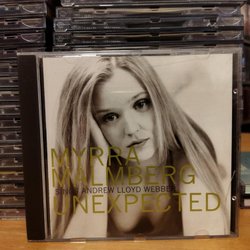 MYRRA
MALMBERG
SINGS ANDREW LLOYD WEBBER
UNEXPECTED